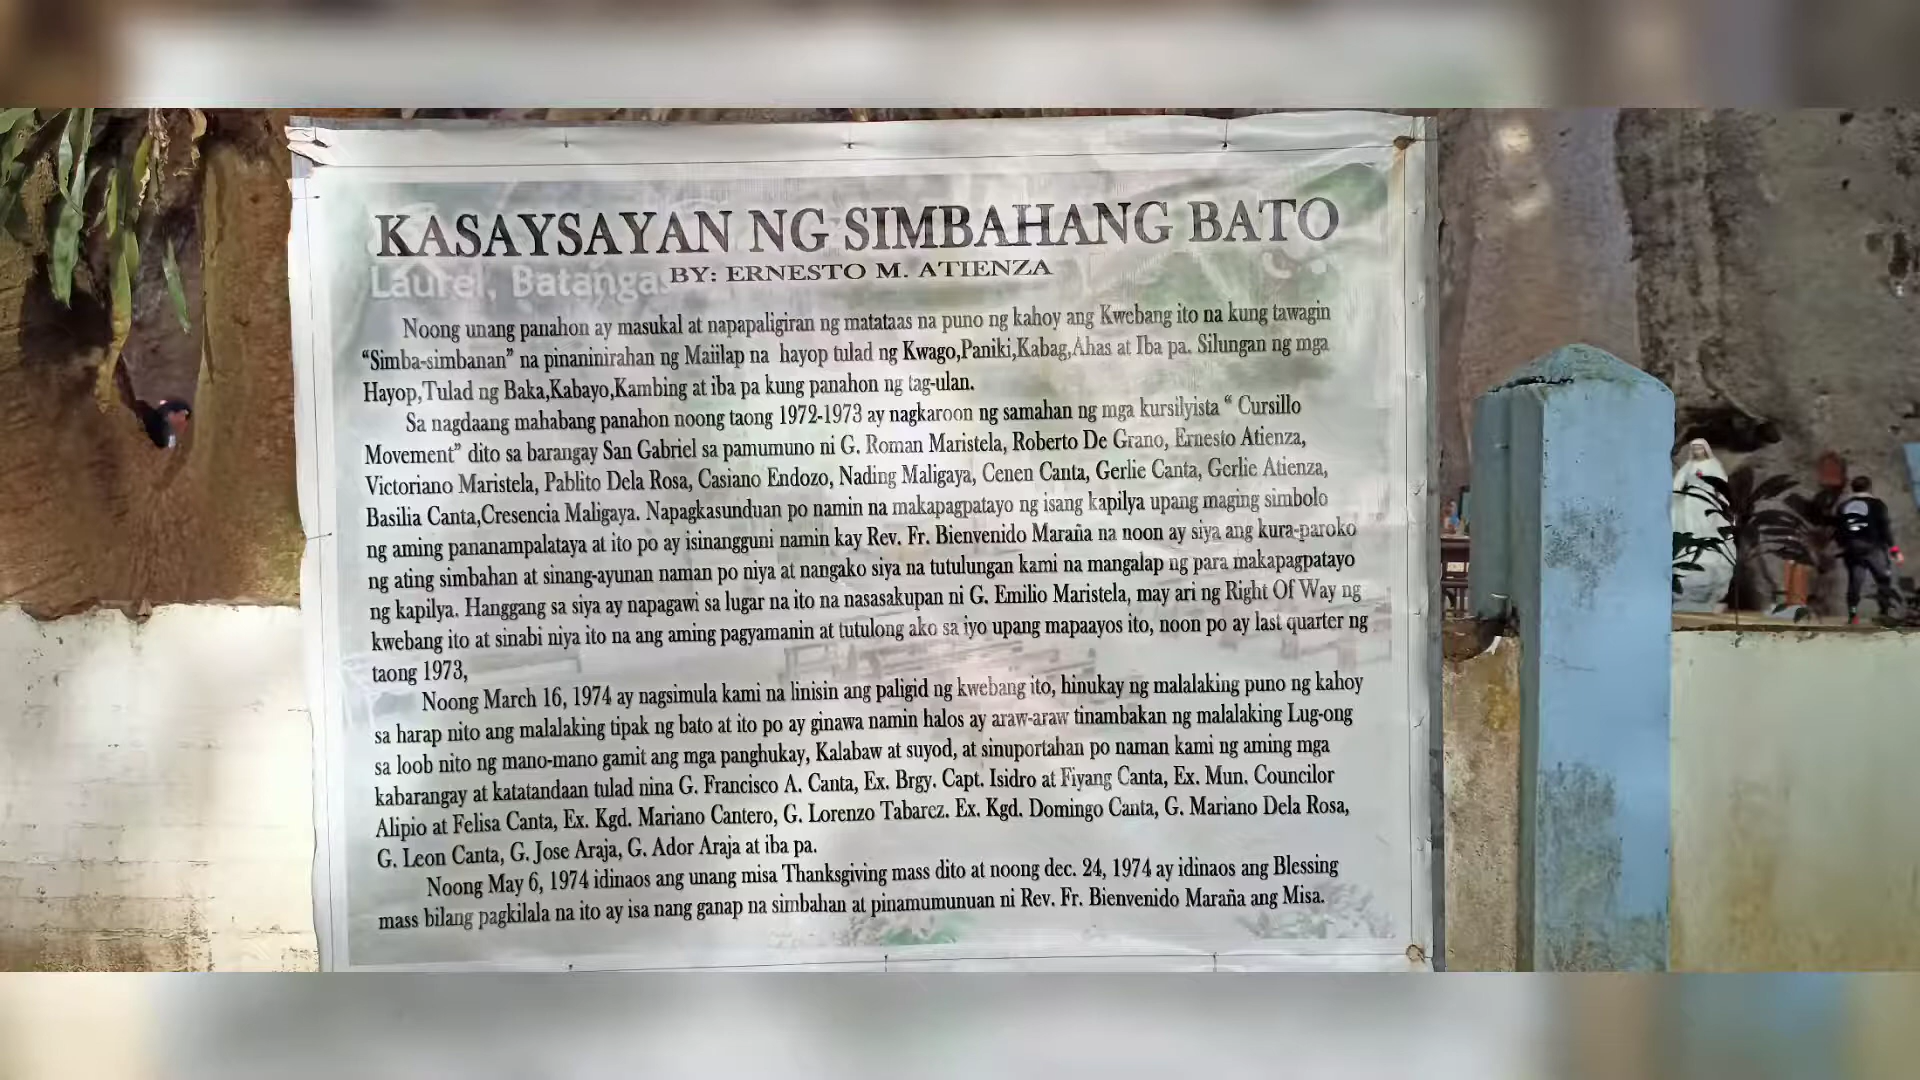 KASAYSAYAN NG SIMBAHANG BATO
Laurel, Batangas
BY: ERNESTO M. ATIENZA
Noong unang panahon ay masukal at napapaligiran ng matataas na puno ng kahoy ang Kwebang ito na kung tawagin
“Simba-simbanan” na pinaninirahan ng Maiilap na hayop tulad ng Kwago,Paniki,Kabag,Ahas at Iba pa. Silungan ng mga
Hayop,Tulad ng Baka,Kabayo,Kambing at iba pa kung panahon ng tag-ulan.
Sa nagdaang mahabang panahon noong taong 1972-1973 ay nagkaroon ng samahan ng mga kursilyista “ Cursillo
Movement” dito sa barangay San Gabriel sa pamumuno ni G. Roman Maristela, Roberto De Grano, Ernesto Atienza,
Victoriano Maristela, Pablito Dela Rosa, Casiano Endozo, Nading Maligaya, Cenen Canta, Gerlie Canta, Gerlie Atienza,
Basilia Canta,Cresencia Maligaya. Napagkasunduan po namin na makapagpatayo ng isang kapilya upang maging simbolo
ng aming pananampalataya at ito po ay isinangguni namin kay Rev. Fr. Bienvenido Maraña na noon ay siya ang kura-paroko
ng ating simbahan at sinang-ayunan naman po niya at nangako siya na tutulungan kami na mangalap ng para makapagpatayo
ng kapilya. Hanggang sa siya ay napagawi sa lugar na ito na nasasakupan ni G. Emilio Maristela, may ari ng Right Of Way ng
kwebang ito at sinabi niya ito na ang aming pagyamanin at tutulong ako sa iyo upang mapaayos ito, noon po ay last quarter ng
taong 1973,
Noong March 16, 1974 ay nagsimula kami na linisin ang paligid ng kwebang ito, hinukay ng malalaking puno ng kahoy
sa harap nito ang malalaking tipak ng bato at ito po ay ginawa namin halos ay araw-araw tinambakan ng malalaking Lug-ong
sa loob nito ng mano-mano gamit ang mga panghukay, Kalabaw at suyod, at sinuportahan po naman kami ng aming mga
kabarangay at katatandaan tulad nina G. Francisco A. Canta, Ex. Brgy. Capt. Isidro at Fiyang Canta, Ex. Mun. Councilor
Alipio at Felisa Canta, Ex. Kgd. Mariano Cantero, G. Lorenzo Tabarez. Ex. Kgd. Domingo Canta, G. Mariano Dela Rosa,
G. Leon Canta, G. Jose Araja, G. Ador Araja at iba pa.
Noong May 6, 1974 idinaos ang unang misa Thanksgiving mass dito at noong dec. 24, 1974 ay idinaos ang Blessing
mass bilang pagkilala na ito ay isa nang ganap na simbahan at pinamumunuan ni Rev. Fr. Bienvenido Maraña ang Misa.